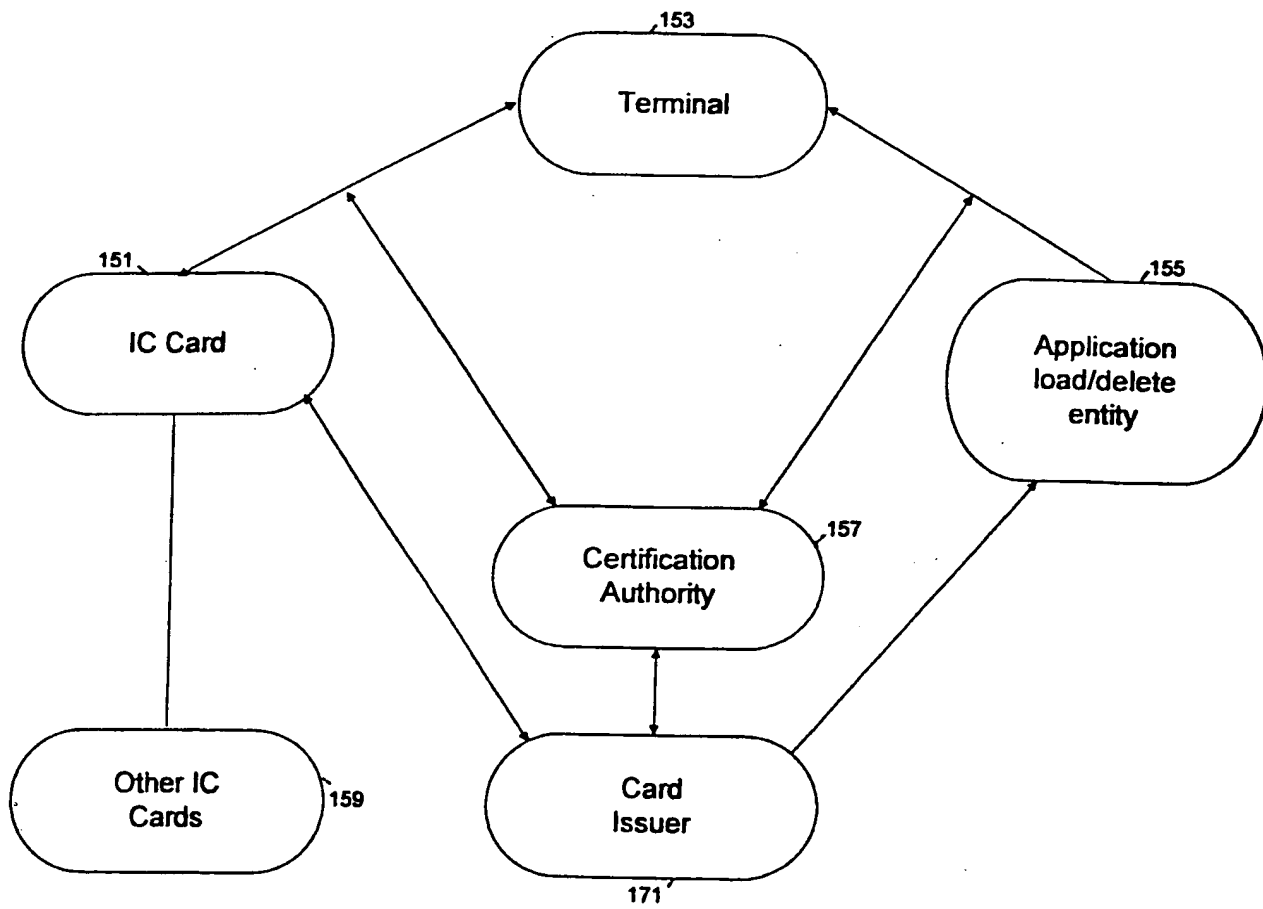 153
Terminal
151
IC Card
155
Application
load/delete
entity
157
Certification
Authority
Other IC
Cards
159
Card
Issuer
171